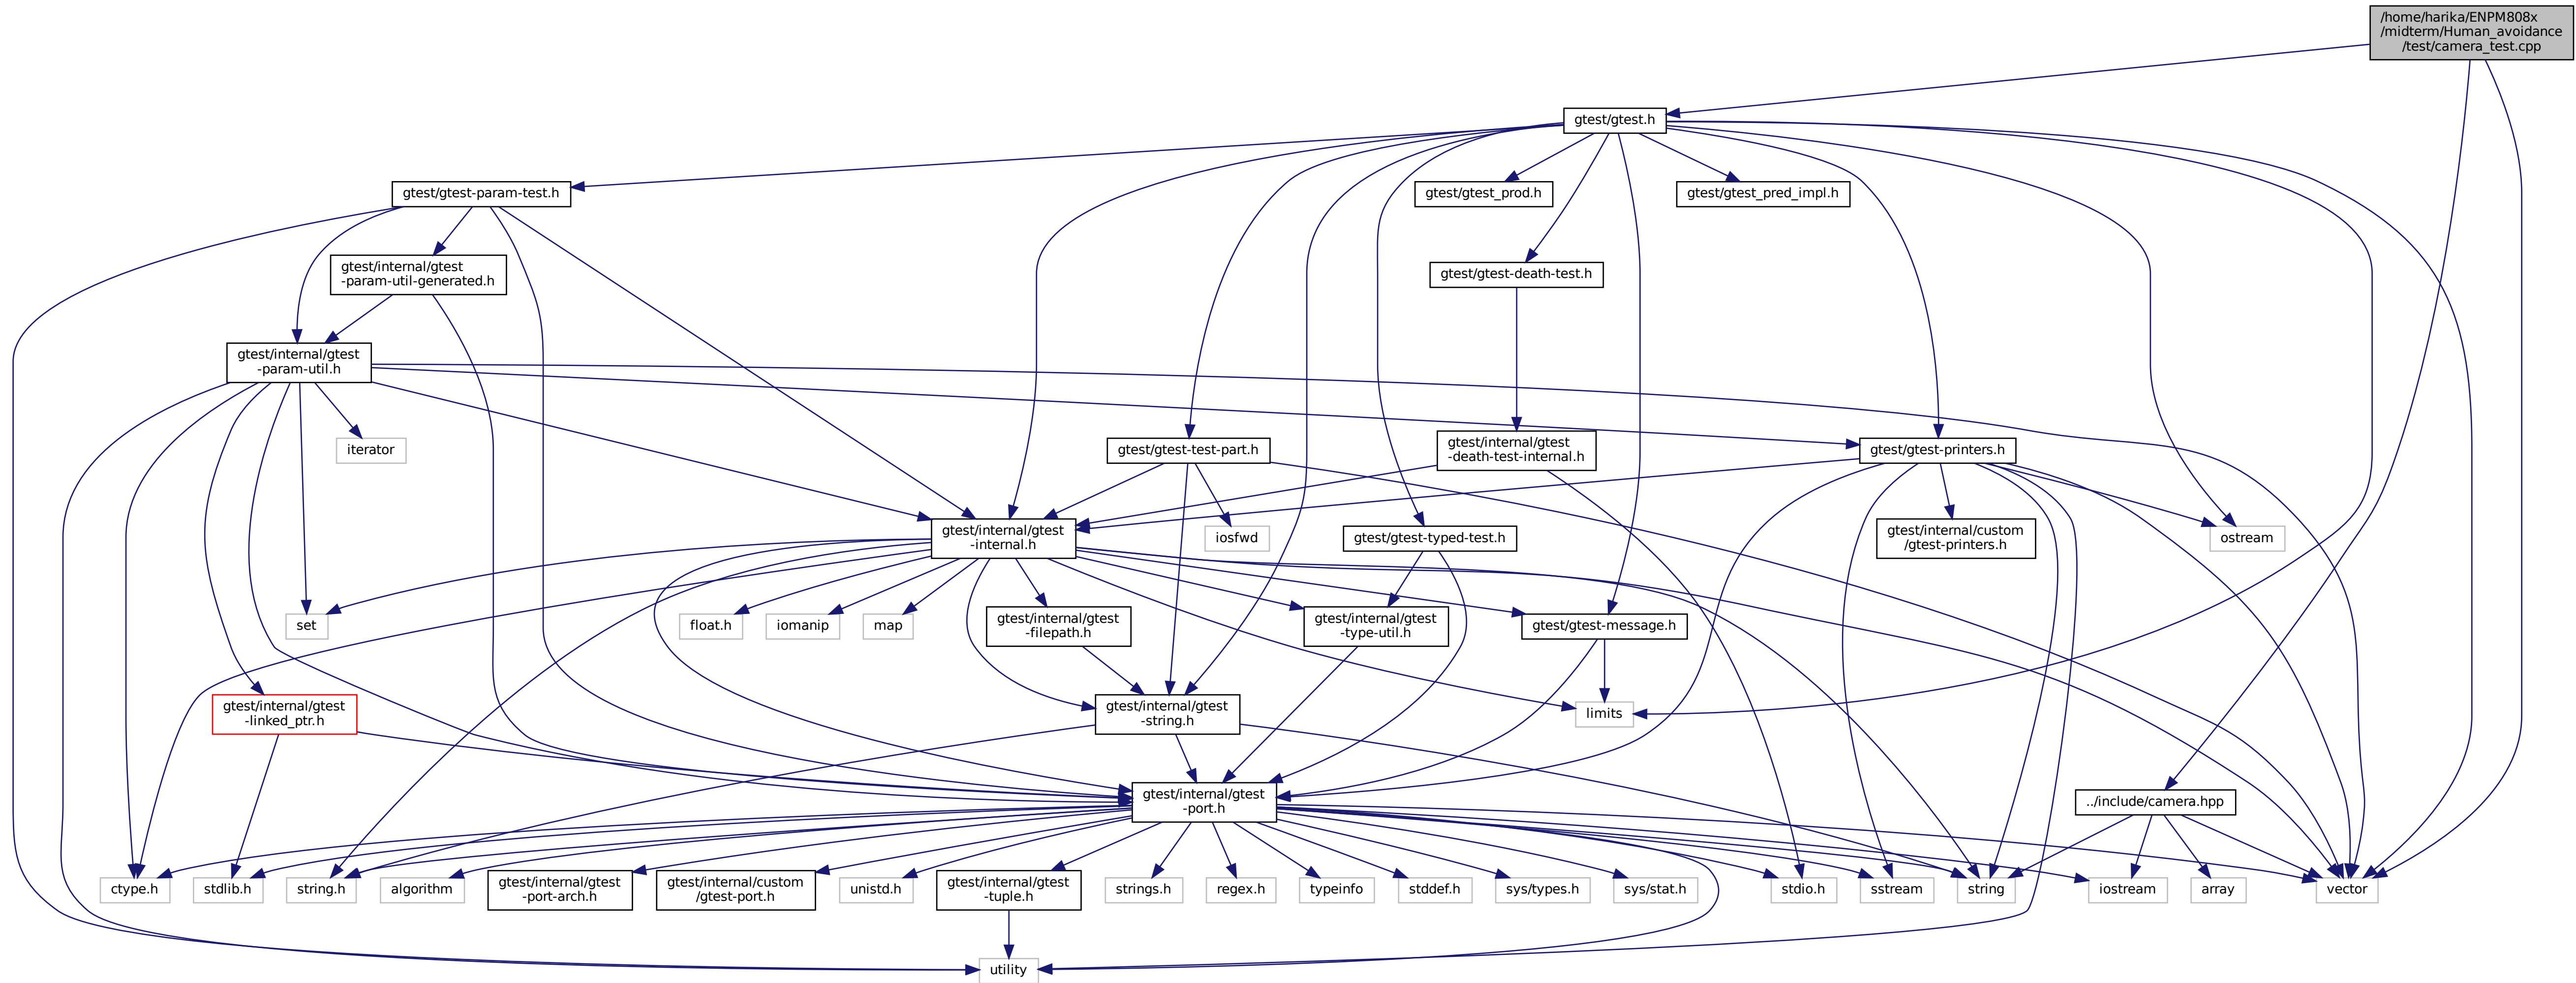 /home/harika/ENPM808x
/midterm/Human_avoidance
/test/camera_test.cpp
gtest/gtest.h
gtest/gtest-param-test.h
gtest/gtest_prod.h
gtest/gtest_pred_impl.h
gtest/internal/gtest
-param-util-generated.h
gtest/gtest-death-test.h
gtest/internal/gtest
-param-util.h
iterator
gtest/gtest-test-part.h
gtest/internal/gtest
-death-test-internal.h
gtest/gtest-printers.h
gtest/internal/gtest
-internal.h
iosfwd
gtest/gtest-typed-test.h
gtest/internal/custom
/gtest-printers.h
ostream
set
float.h
iomanip
map
gtest/internal/gtest
-filepath.h
gtest/internal/gtest
-type-util.h
gtest/gtest-message.h
gtest/internal/gtest
-linked_ptr.h
gtest/internal/gtest
-string.h
limits
gtest/internal/gtest
-port.h
../include/camera.hpp
ctype.h
stdlib.h
string.h
algorithm
gtest/internal/gtest
-port-arch.h
gtest/internal/custom
/gtest-port.h
unistd.h
gtest/internal/gtest
-tuple.h
strings.h
regex.h
typeinfo
stddef.h
sys/types.h
sys/stat.h
stdio.h
sstream
string
iostream
array
vector
utility